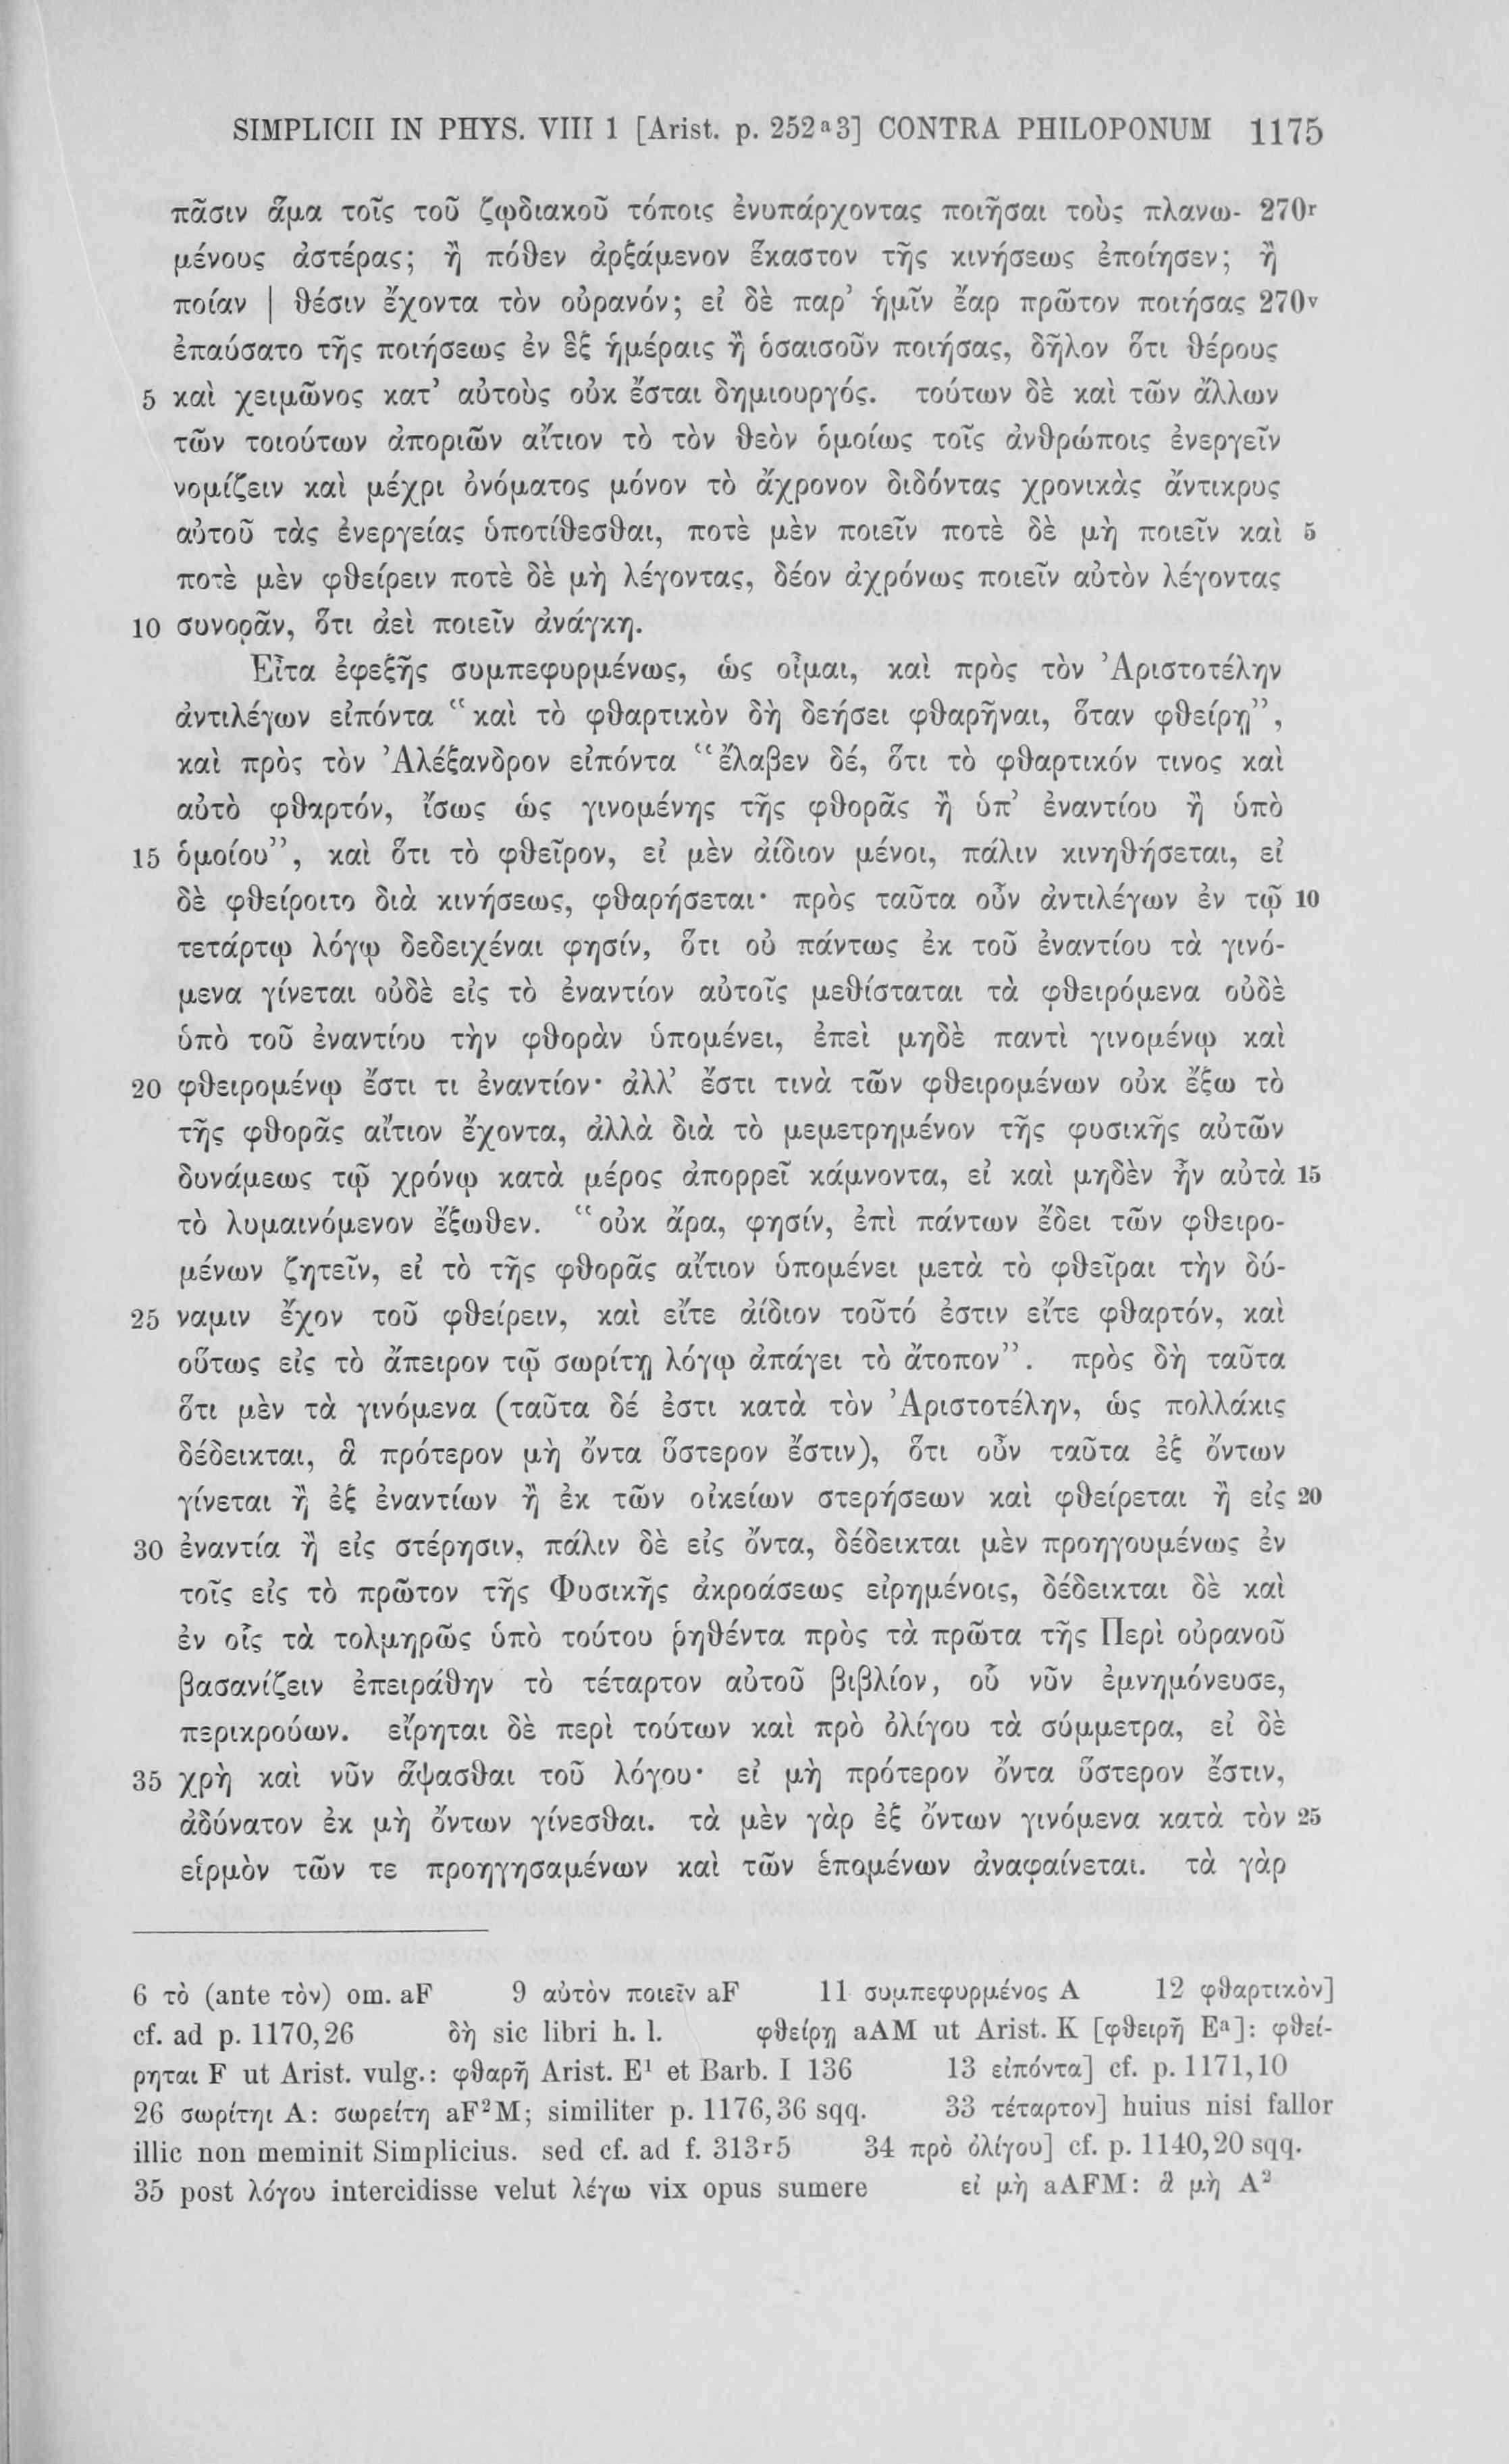 SIMPLICII IN PHYS. VIII 1 [Arist. p. 252ᵃ3] CONTRA PHILOPONUM 1175
πᾶσιν ἅμα τοῖς τοῦ ζῳδιακοῦ τόποις ἐνυπάρχοντας ποιῆσαι τοὺς πλανω- 270ʳ
μένους ἀστέρας; ἢ πόθεν ἀρξάμενον ἕκαστον τῆς κινήσεως ἐποίησεν; ἢ
ποίαν | θέσιν ἔχοντα τὸν οὐρανόν; εἰ δὲ παρ’ ἡμῖν ἔαρ πρῶτον ποιήσας 270ᵛ
ἐπαύσατο τῆς ποιήσεως ἐν ἓξ ἡμέραις ἢ ὁσαισοῦν ποιήσας, δῆλον ὅτι θέρους
5 καὶ χειμῶνος κατ’ αὐτοὺς οὐκ ἔσται δημιουργός. τούτων δὲ καὶ τῶν ἄλλων
τῶν τοιούτων ἀποριῶν αἴτιον τὸ τὸν θεὸν ὁμοίως τοῖς ἀνθρώποις ἐνεργεῖν
νομίζειν καὶ μέχρι ὀνόματος μόνον τὸ ἄχρονον διδόντας χρονικὰς ἄντικρυς
αὐτοῦ τὰς ἐνεργείας ὑποτίθεσθαι, ποτὲ μὲν ποιεῖν ποτὲ δὲ μὴ ποιεῖν καὶ 5
ποτὲ μὲν φθείρειν ποτὲ δὲ μὴ λέγοντας, δέον ἀχρόνως ποιεῖν αὐτὸν λέγοντας
10 συνορᾶν, ὅτι ἀεὶ ποιεῖν ἀνάγκη.
Εἶτα ἐφεξῆς συμπεφυρμένως, ὡς οἶμαι, καὶ πρὸς τὸν Ἀριστοτέλην
ἀντιλέγων εἰπόντα “καὶ τὸ φθαρτικὸν δὴ δεήσει φθαρῆναι, ὅταν φθείρῃ”,
καὶ πρὸς τὸν Ἀλέξανδρον εἰπόντα “ἔλαβεν δέ, ὅτι τὸ φθαρτικόν τινος καὶ
αὐτὸ φθαρτόν, ἴσως ὡς γινομένης τῆς φθορᾶς ἢ ὑπ’ ἐναντίου ἢ ὑπὸ
15 ὁμοίου”, καὶ ὅτι τὸ φθεῖρον, εἰ μὲν ἀίδιον μένοι, πάλιν κινηθήσεται, εἰ
δὲ φθείροιτο διὰ κινήσεως, φθαρήσεται· πρὸς ταῦτα οὖν ἀντιλέγων ἐν τῷ 10
τετάρτῳ λόγῳ δεδειχέναι φησίν, ὅτι οὐ πάντως ἐκ τοῦ ἐναντίου τὰ γινό-
μενα γίνεται οὐδὲ εἰς τὸ ἐναντίον αὐτοῖς μεθίσταται τὰ φθειρόμενα οὐδὲ
ὑπὸ τοῦ ἐναντίου τὴν φθορὰν ὑπομένει, ἐπεὶ μηδὲ παντὶ γινομένῳ καὶ
20 φθειρομένῳ ἔστι τι ἐναντίον· ἀλλ’ ἔστι τινὰ τῶν φθειρομένων οὐκ ἔξω τὸ
τῆς φθορᾶς αἴτιον ἔχοντα, ἀλλὰ διὰ τὸ μεμετρημένον τῆς φυσικῆς αὐτῶν
δυνάμεως τῷ χρόνῳ κατὰ μέρος ἀπορρεῖ κάμνοντα, εἰ καὶ μηδὲν ἦν αὐτὰ 15
τὸ λυμαινόμενον ἔξωθεν. “οὐκ ἄρα, φησίν, ἐπὶ πάντων ἔδει τῶν φθειρο-
μένων ζητεῖν, εἰ τὸ τῆς φθορᾶς αἴτιον ὑπομένει μετὰ τὸ φθεῖραι τὴν δύ-
25 ναμιν ἔχον τοῦ φθείρειν, καὶ εἴτε ἀίδιον τοῦτό ἐστιν εἴτε φθαρτόν, καὶ
οὕτως εἰς τὸ ἄπειρον τῷ σωρίτῃ λόγῳ ἀπάγει τὸ ἄτοπον”. πρὸς δὴ ταῦτα
ὅτι μὲν τὰ γινόμενα (ταῦτα δέ ἐστι κατὰ τὸν Ἀριστοτέλην, ὡς πολλάκις
δέδεικται, ἃ πρότερον μὴ ὄντα ὕστερον ἔστιν), ὅτι οὖν ταῦτα ἐξ ὄντων
γίνεται ἢ ἐξ ἐναντίων ἢ ἐκ τῶν οἰκείων στερήσεων καὶ φθείρεται ἢ εἰς 20
30 ἐναντία ἢ εἰς στέρησιν, πάλιν δὲ εἰς ὄντα, δέδεικται μὲν προηγουμένως ἐν
τοῖς εἰς τὸ πρῶτον τῆς Φυσικῆς ἀκροάσεως εἰρημένοις, δέδεικται δὲ καὶ
ἐν οἷς τὰ τολμηρῶς ὑπὸ τούτου ῥηθέντα πρὸς τὰ πρῶτα τῆς Περὶ οὐρανοῦ
βασανίζειν ἐπειράθην τὸ τέταρτον αὐτοῦ βιβλίον, οὗ νῦν ἐμνημόνευσε,
περικρούων. εἴρηται δὲ περὶ τούτων καὶ πρὸ ὀλίγου τὰ σύμμετρα, εἰ δὲ
35 χρὴ καὶ νῦν ἅψασθαι τοῦ λόγου· εἰ μὴ πρότερον ὄντα ὕστερον ἔστιν,
ἀδύνατον ἐκ μὴ ὄντων γίνεσθαι. τὰ μὲν γὰρ ἐξ ὄντων γινόμενα κατὰ τὸν 25
εἱρμὸν τῶν τε προηγησαμένων καὶ τῶν ἑπομένων ἀναφαίνεται. τὰ γὰρ
6 τὸ (ante τὸν) om. aF 9 αὐτὸν ποιεῖν aF 11 συμπεφυρμένος A 12 φθαρτικὸν]
cf. ad p. 1170,26 δὴ sic libri h. l. φθείρῃ aAM ut Arist. K [φθειρῆ Eᵃ]: φθεί-
ρηται F ut Arist. vulg.: φθαρῆ Arist. E¹ et Barb. I 136 13 εἰπόντα] cf. p. 1171,10
26 σωρίτηι A: σωρείτη aF²M; similiter p. 1176,36 sqq. 33 τέταρτον] huius nisi fallor
illic non meminit Simplicius. sed cf. ad f. 313ʳ5 34 πρὸ ὀλίγου] cf. p. 1140,20 sqq.
35 post λόγου intercidisse velut λέγω vix opus sumere εἰ μὴ aAFM: ἃ μὴ A²